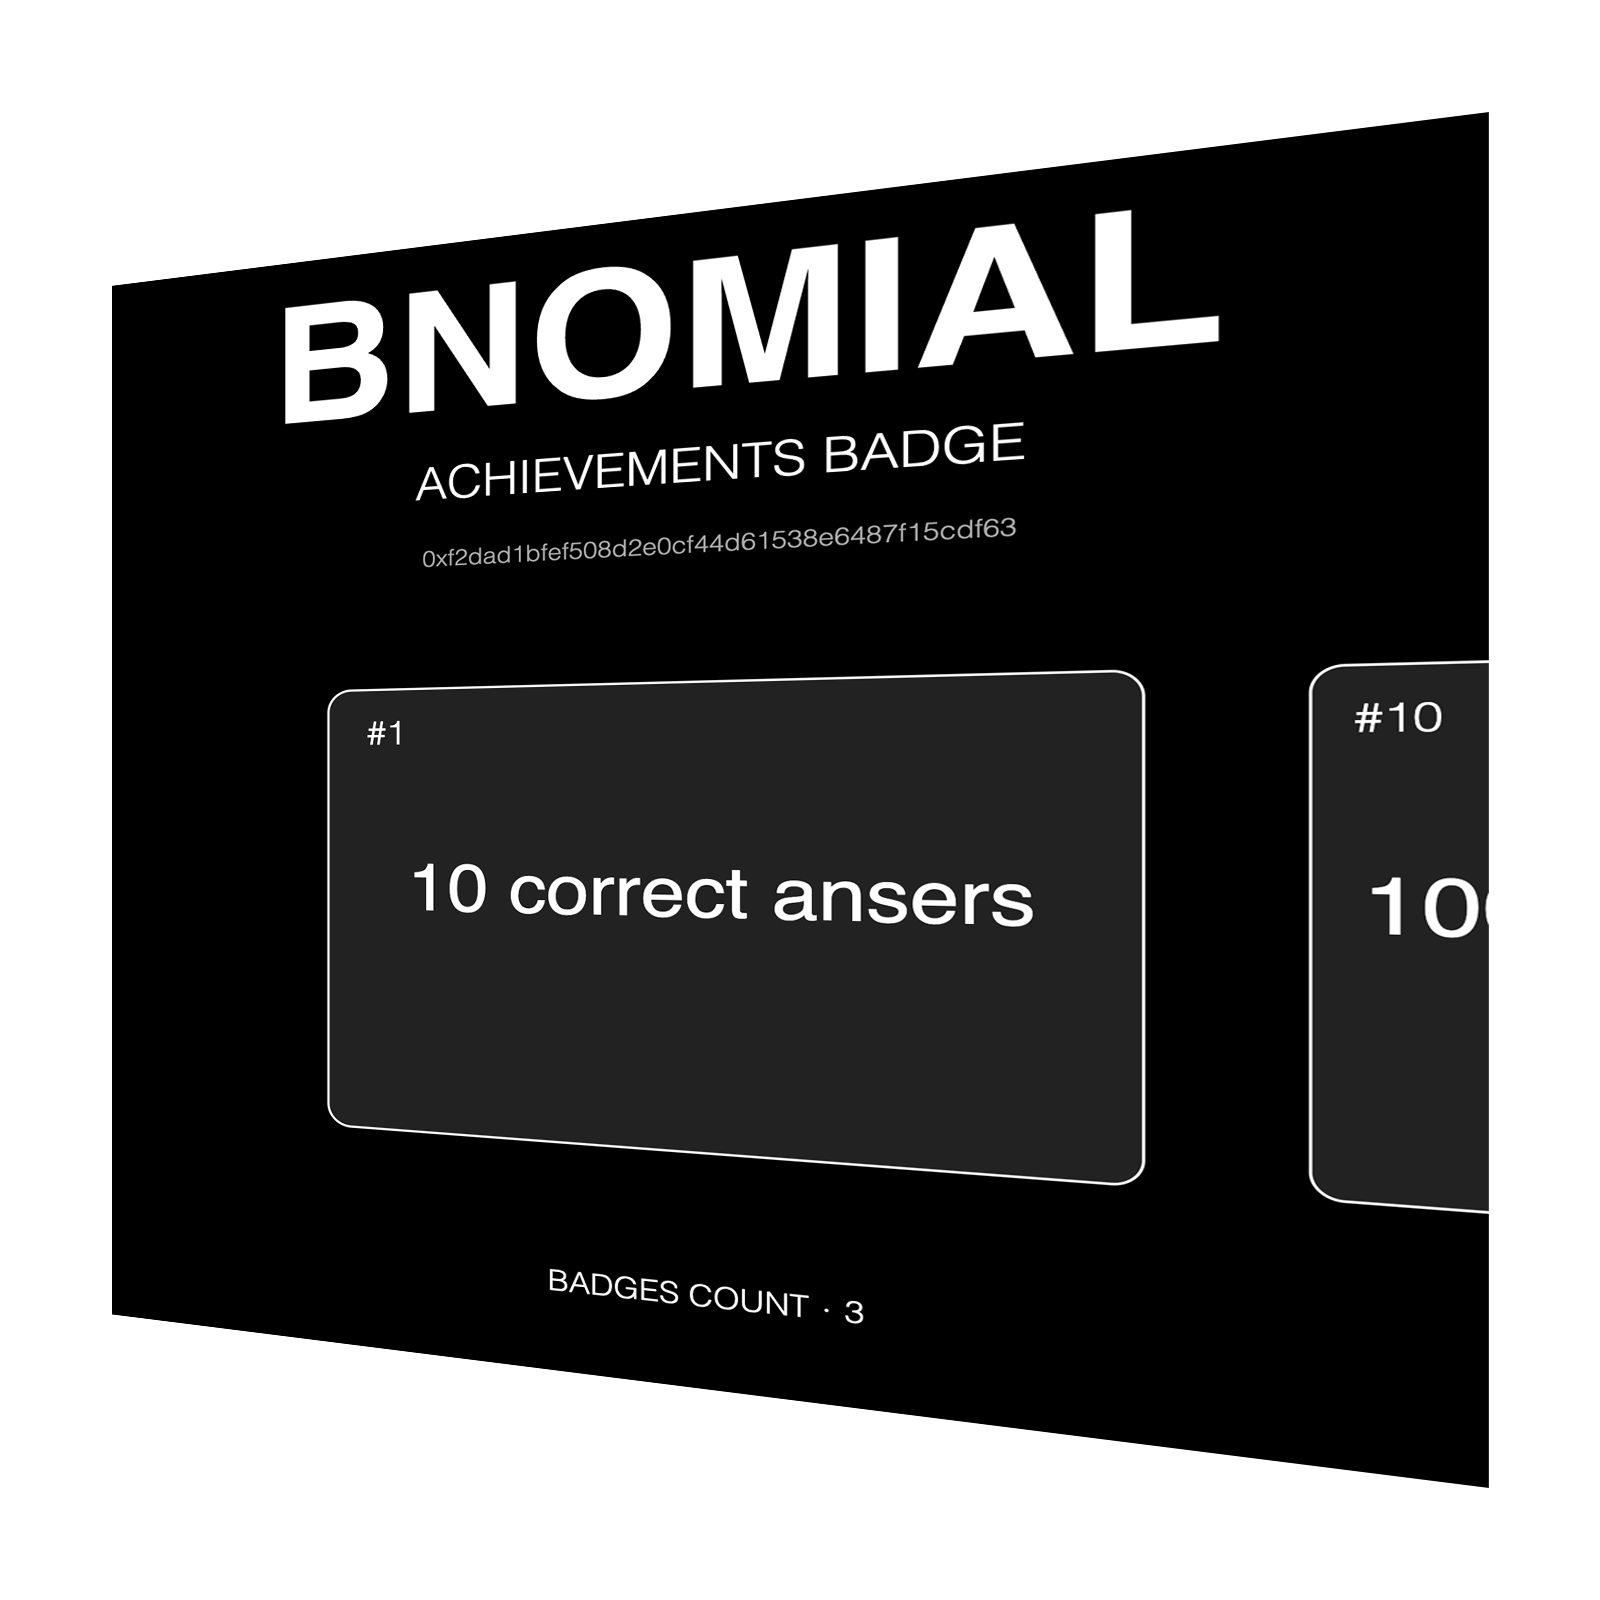 BNOMIAL
ACHIEVEMENTS BADGE
0xf2dad1bfef508d2e0cf44d61538e6487f15cdf63
#1
10 correct ansers
#10
BADGES COUNT · 3